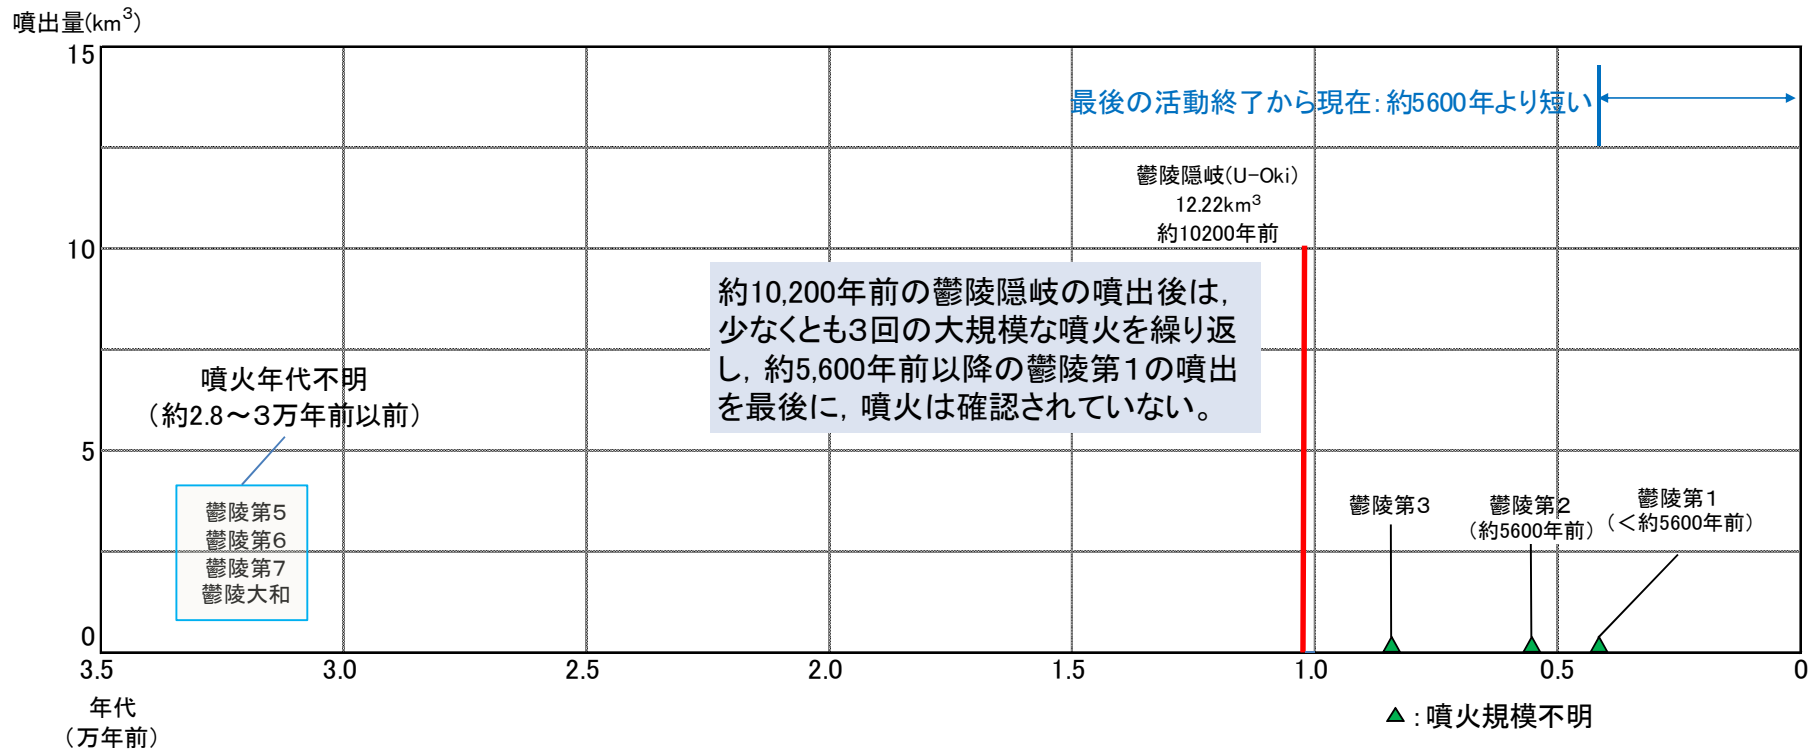 噴出量(km³)
15
10
5
0
最後の活動終了から現在：約5600年より短い
鬱陵隠岐(U-Oki)
12.22km³
約10200年前
約10,200年前の鬱陵隠岐の噴出後は，
少なくとも３回の大規模な噴火を繰り返
し，約5,600年前以降の鬱陵第１の噴出
を最後に，噴火は確認されていない。
噴火年代不明
（約2.8～３万年前以前）
鬱陵第５
鬱陵第６
鬱陵第７
鬱陵大和
鬱陵第３
鬱陵第２
（約5600年前）
鬱陵第１
（＜約5600年前）
3.5 3.0 2.5 2.0 1.5 1.0 0.5 0
年代
（万年前）
▲：噴火規模不明